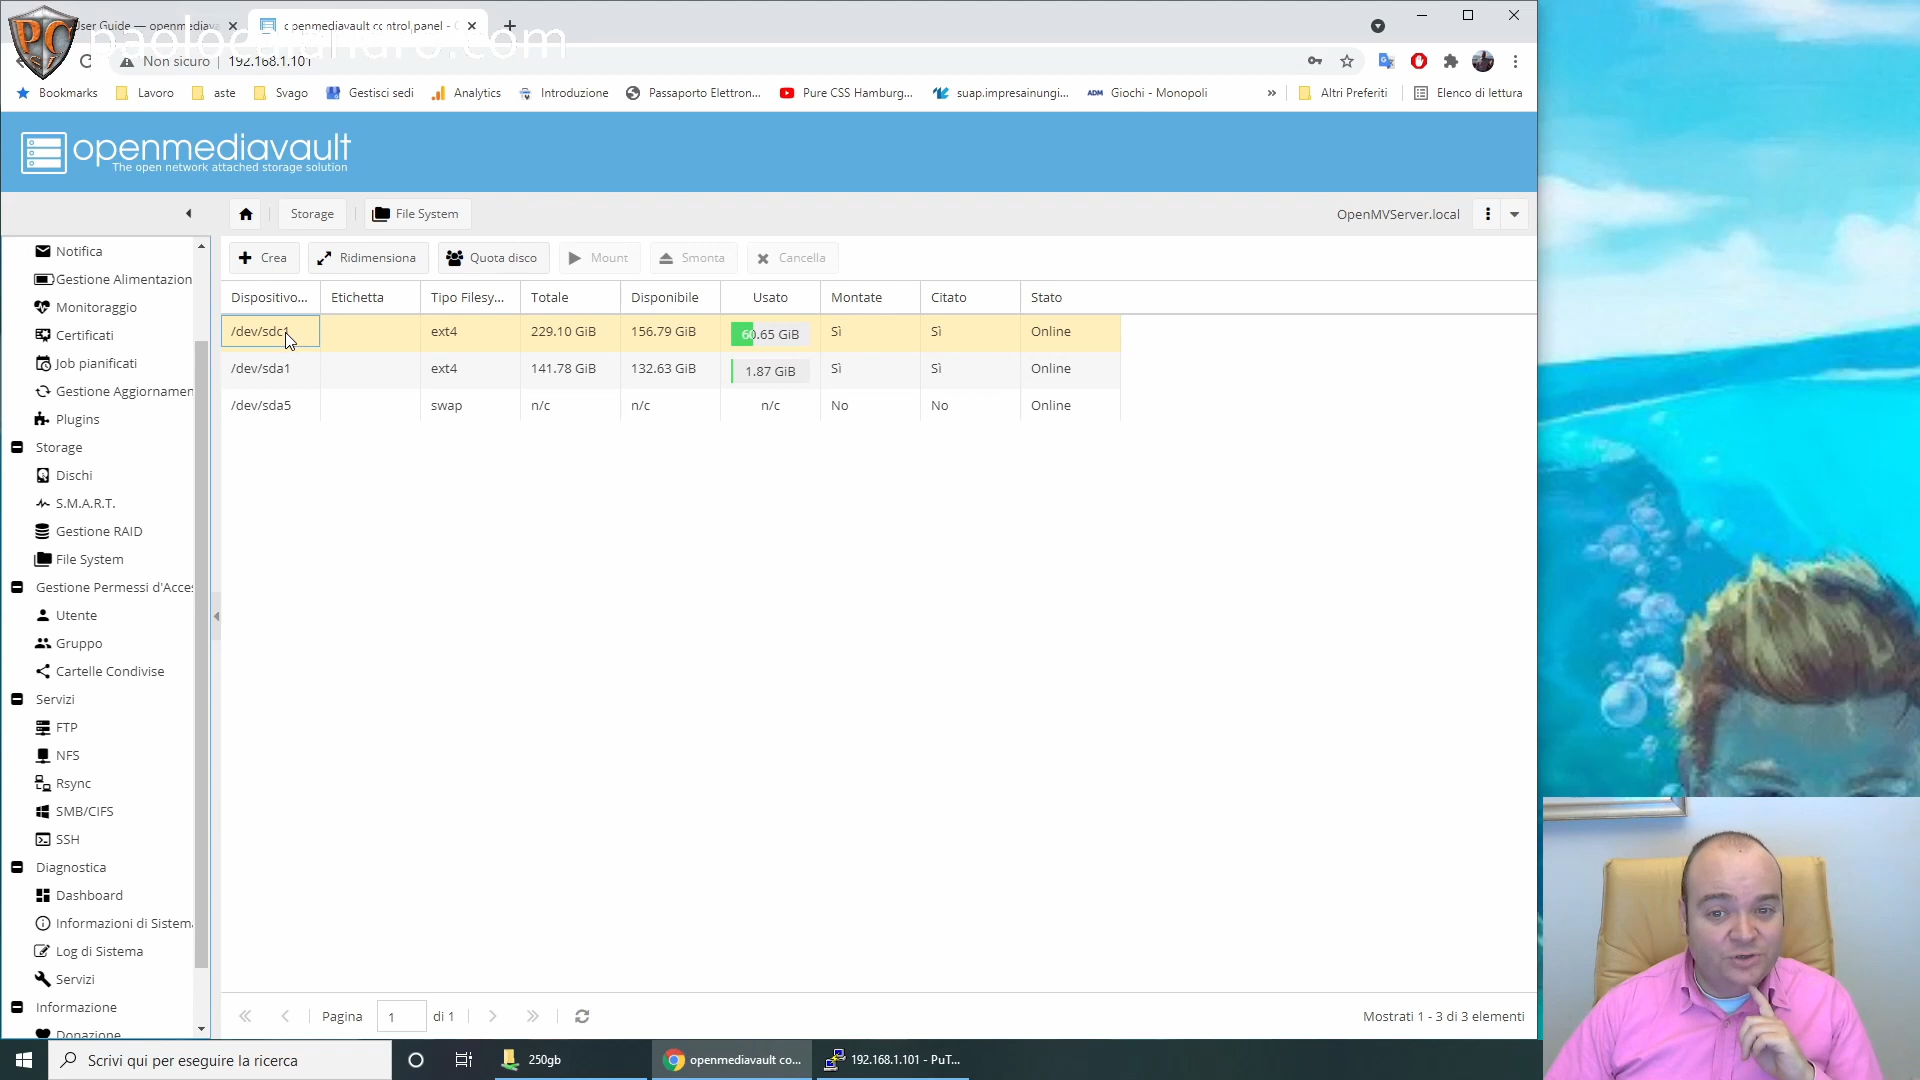 User Guide — openmediava
openmediavault control panel -
Non sicuro
192.168.1.101
Bookmarks
Lavoro
aste
Svago
Gestisci sedi
Analytics
Introduzione
Passaporto Elettron...
Pure CSS Hamburg...
suap.impresainungi...
ADM
Giochi - Monopoli
»
Altri Preferiti
Elenco di lettura
openmediavault
The open network attached storage solution
Storage
File System
OpenMVServer.local
Notifica
Gestione Alimentazion
Monitoraggio
Certificati
Job pianificati
Gestione Aggiornamen
Plugins
Storage
Dischi
S.M.A.R.T.
Gestione RAID
File System
Gestione Permessi d'Acces
Utente
Gruppo
Cartelle Condivise
Servizi
FTP
NFS
Rsync
SMB/CIFS
SSH
Diagnostica
Dashboard
Informazioni di Sistema
Log di Sistema
Servizi
Informazione
Donazione
Crea
Ridimensiona
Quota disco
Mount
Smonta
Cancella
Dispositivo... Etichetta Tipo Filesy... Totale Disponibile Usato Montate Citato Stato
/dev/sdc1 ext4 229.10 GiB 156.79 GiB 60.65 GiB Sì Sì Online
/dev/sda1 ext4 141.78 GiB 132.63 GiB 1.87 GiB Sì Sì Online
/dev/sda5 swap n/c n/c n/c No No Online
Pagina 1 di 1
Mostrati 1 - 3 di 3 elementi
Scrivi qui per eseguire la ricerca
250gb
openmediavault co...
192.168.1.101 - PuT...